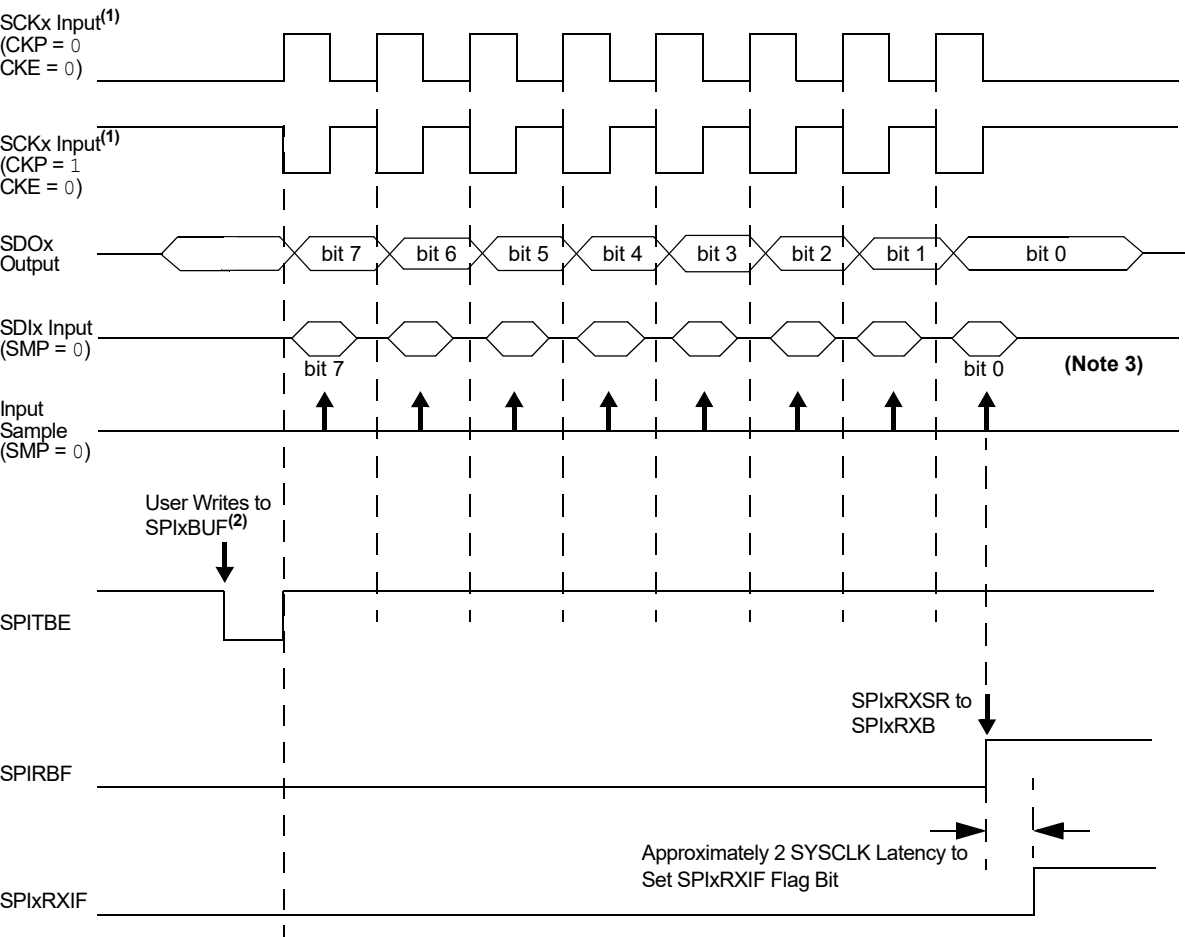 SCKx Input(1)
(CKP = 0
CKE = 0)
SCKx Input(1)
(CKP = 1
CKE = 0)
SDOx
Output
bit 7
bit 6
bit 5
bit 4
bit 3
bit 2
bit 1
bit 0
SDIx Input
(SMP = 0)
bit 7
bit 0
(Note 3)
Input
Sample
(SMP = 0)
User Writes to
SPIxBUF(2)
SPITBE
SPIxRXSR to
SPIxRXB
SPIRBF
Approximately 2 SYSCLK Latency to
Set SPIxRXIF Flag Bit
SPIxRXIF